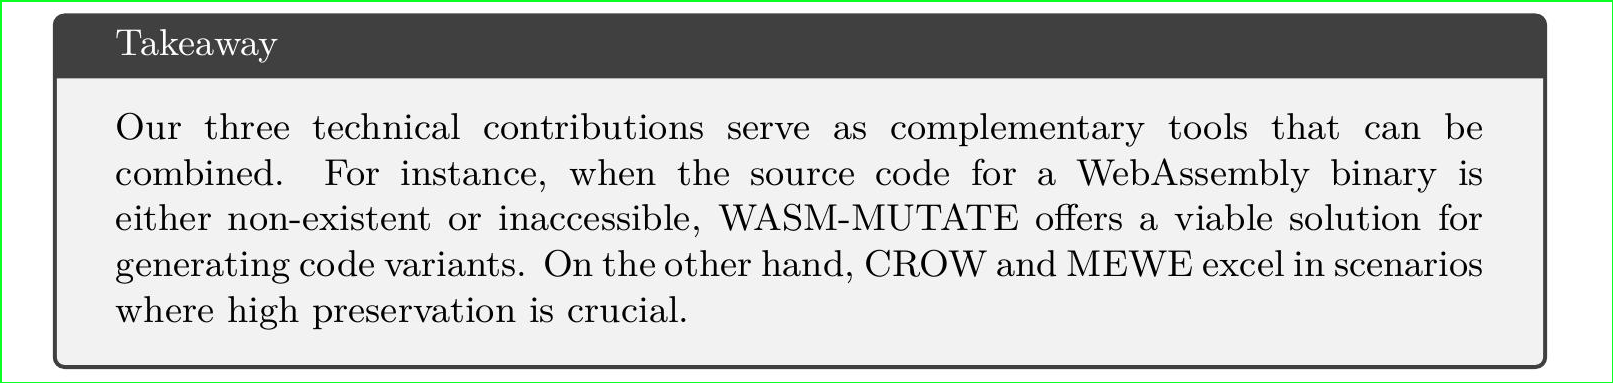 Takeaway
Our three technical contributions serve as complementary tools that can be
combined. For instance, when the source code for a WebAssembly binary is
either non-existent or inaccessible, WASM-MUTATE offers a viable solution for
generating code variants. On the other hand, CROW and MEWE excel in scenarios
where high preservation is crucial.